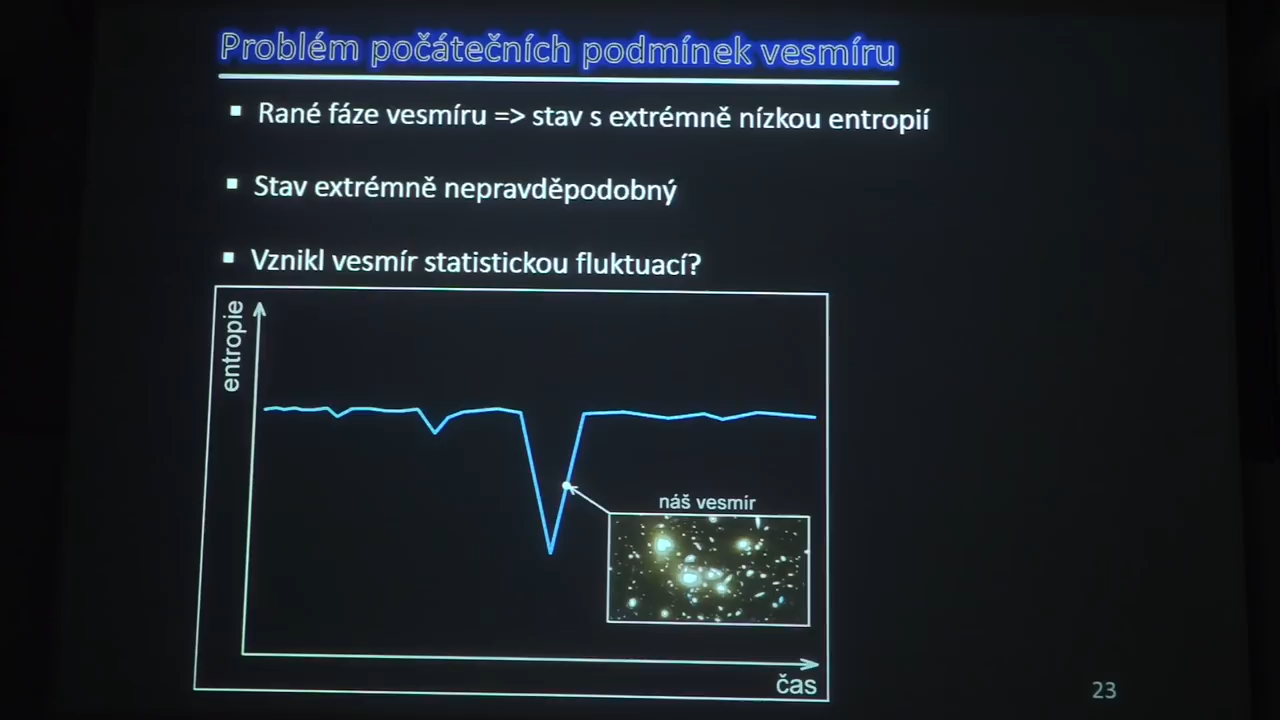 Problém počátečních podmínek vesmíru
▪ Rané fáze vesmíru => stav s extrémně nízkou entropií
▪ Stav extrémně nepravděpodobný
▪ Vznikl vesmír statistickou fluktuací?
entropie
náš vesmír
čas
23